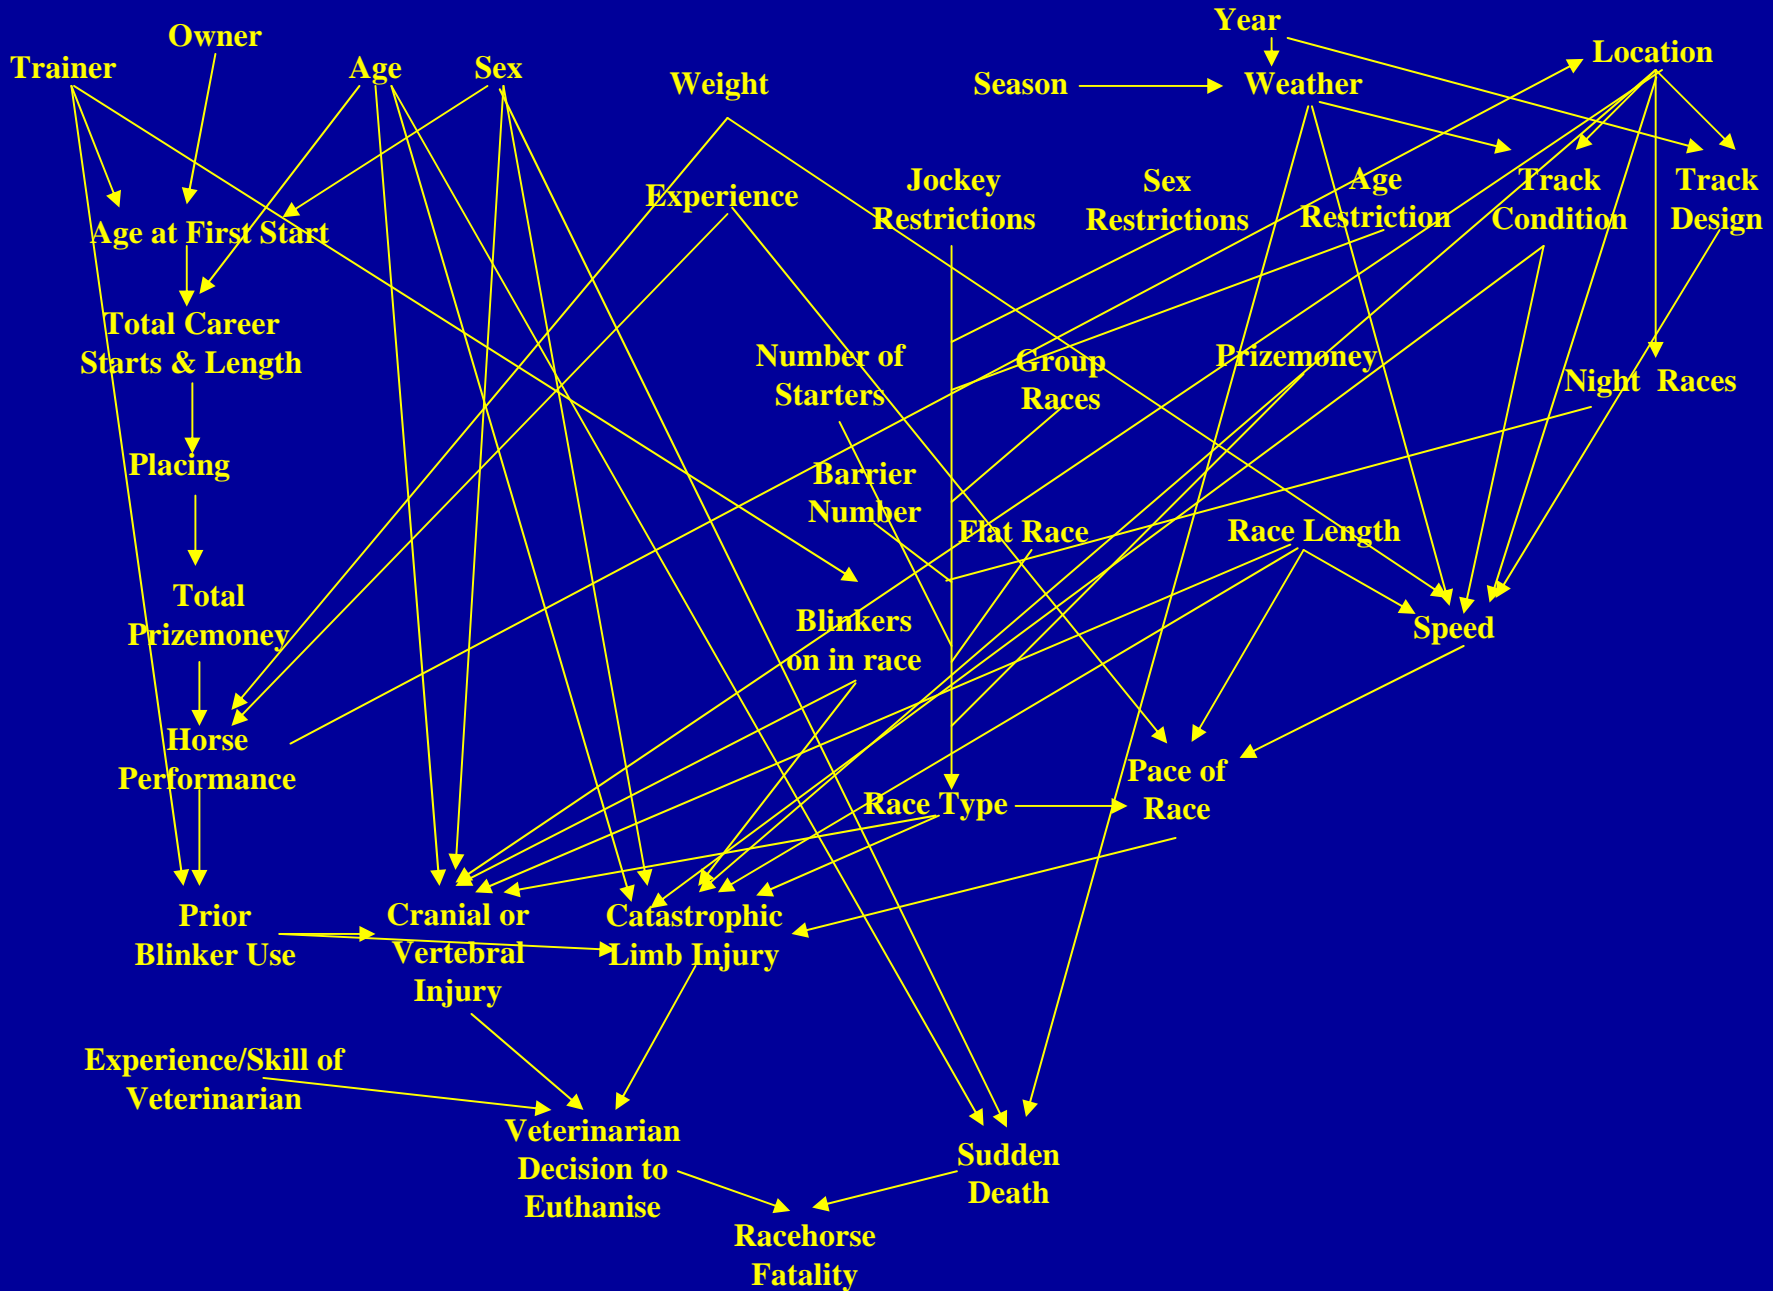 Year
Owner
Location
Trainer
Age
Sex
Weight
Season
Weather
Experience
Jockey
Restrictions
Sex
Restrictions
Age
Restriction
Track
Condition
Track
Design
Age at First Start
Total Career
Starts & Length
Number of
Starters
Group
Races
Prizemoney
Night Races
Placing
Barrier
Number
Flat Race
Race Length
Total
Prizemoney
Blinkers
on in race
Speed
Horse
Performance
Race Type
Pace of
Race
Prior
Blinker Use
Cranial or
Vertebral
Injury
Catastrophic
Limb Injury
Experience/Skill of
Veterinarian
Veterinarian
Decision to
Euthanise
Sudden
Death
Racehorse
Fatality